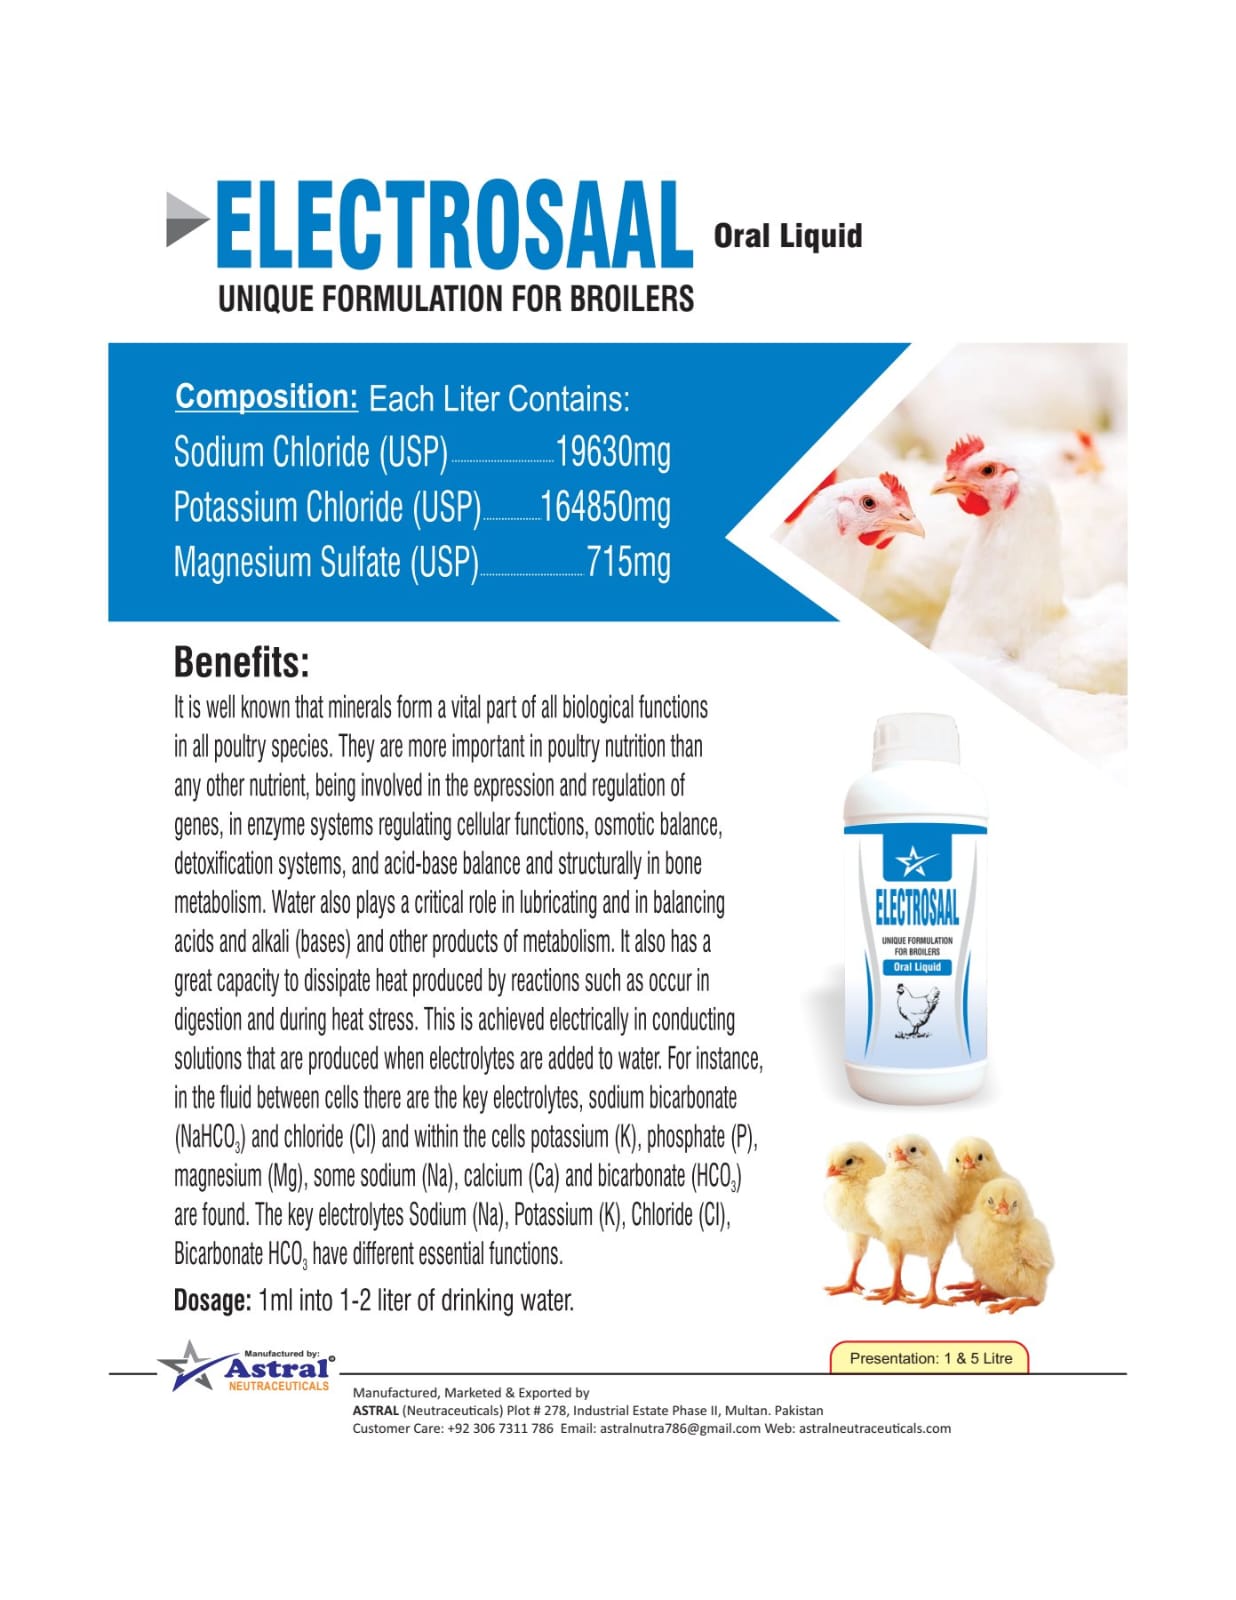 ELECTROSAAL Oral Liquid
UNIQUE FORMULATION FOR BROILERS
Composition: Each Liter Contains:
Sodium Chloride (USP)..............................19630mg
Potassium Chloride (USP)..................164850mg
Magnesium Sulfate (USP)..............................715mg
Benefits:
It is well known that minerals form a vital part of all biological functions
in all poultry species. They are more important in poultry nutrition than
any other nutrient, being involved in the expression and regulation of
genes, in enzyme systems regulating cellular functions, osmotic balance,
detoxification systems, and acid-base balance and structurally in bone
metabolism. Water also plays a critical role in lubricating and in balancing
acids and alkali (bases) and other products of metabolism. It also has a
great capacity to dissipate heat produced by reactions such as occur in
digestion and during heat stress. This is achieved electrically in conducting
solutions that are produced when electrolytes are added to water. For instance,
in the fluid between cells there are the key electrolytes, sodium bicarbonate
(NaHCO₃) and chloride (Cl) and within the cells potassium (K), phosphate (P),
magnesium (Mg), some sodium (Na), calcium (Ca) and bicarbonate (HCO₃)
are found. The key electrolytes Sodium (Na), Potassium (K), Chloride (Cl),
Bicarbonate HCO₃ have different essential functions.
Dosage: 1ml into 1-2 liter of drinking water.
ELECTROSAAL
UNIQUE FORMULATION
FOR BROILERS
Oral Liquid
Presentation: 1 & 5 Litre
Manufactured by:
Astral®
NEUTRACEUTICALS
Manufactured, Marketed & Exported by
ASTRAL (Neutraceuticals) Plot # 278, Industrial Estate Phase II, Multan. Pakistan
Customer Care: +92 306 7311 786 Email: astralnutra786@gmail.com Web: astralneutraceuticals.com